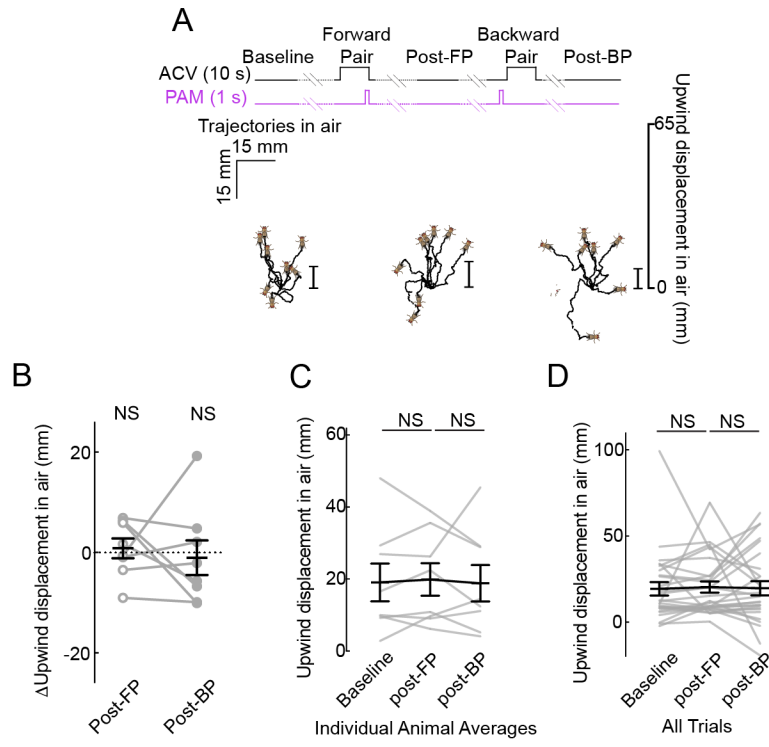 A
Forward
Backward
Baseline
Pair
Post-FP
Pair
Post-BP
ACV (10 s)
PAM (1 s)
Trajectories in air
15 mm
15 mm
Upwind displacement in air (mm)
65
0
B
NS
NS
ΔUpwind displacement in air (mm)
20
0
-20
Post-FP
Post-BP
C
NS
NS
Upwind displacement in air (mm)
60
40
20
0
Baseline
post-FP
post-BP
Individual Animal Averages
D
NS
NS
Upwind displacement in air (mm)
100
50
0
Baseline
post-FP
post-BP
All Trials